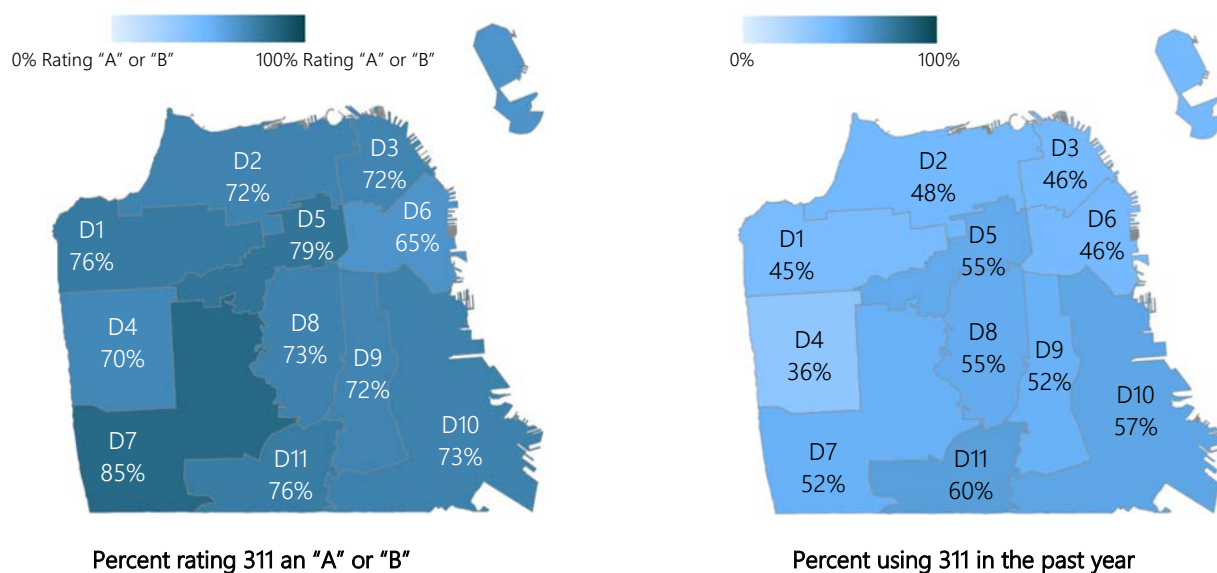 0% Rating “A” or “B”
100% Rating “A” or “B”
D3
72%
D2
72%
D6
65%
D5
79%
D1
76%
D4
70%
D8
73%
D9
72%
D10
73%
D7
85%
D11
76%
Percent rating 311 an “A” or “B”
0%
100%
D3
46%
D2
48%
D6
46%
D5
55%
D1
45%
D4
36%
D8
55%
D9
52%
D10
57%
D7
52%
D11
60%
Percent using 311 in the past year